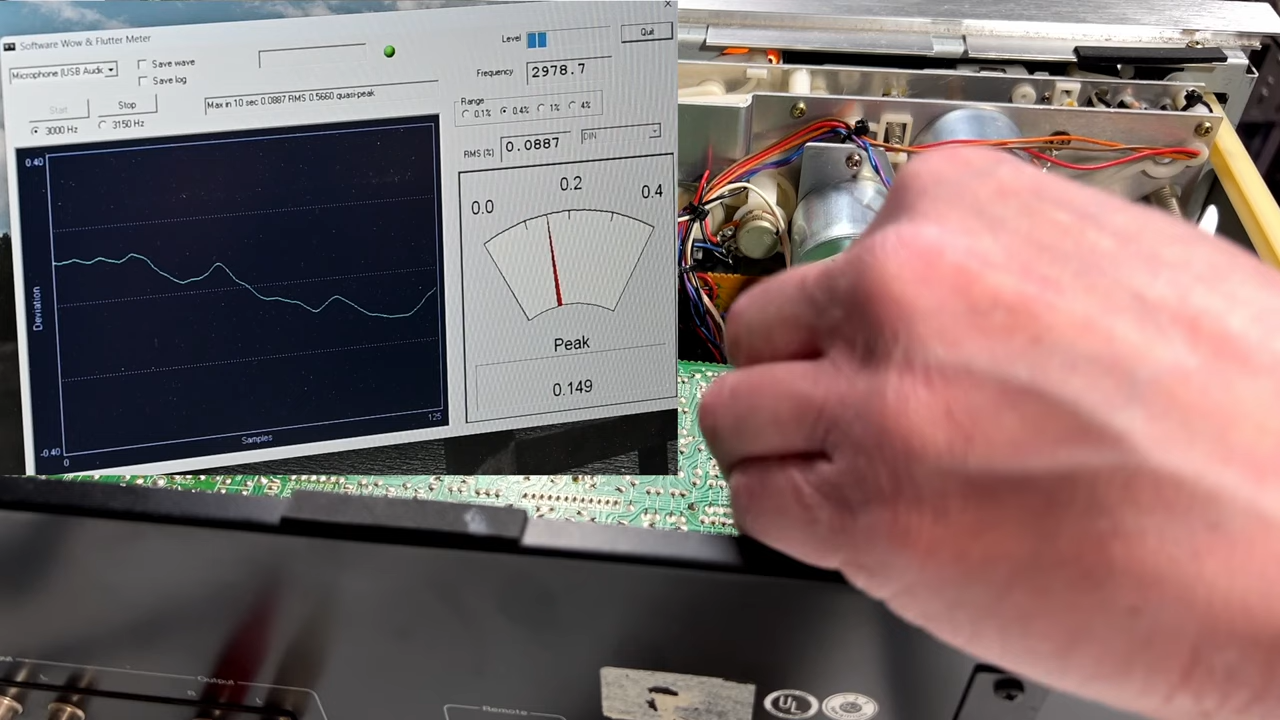 Software Wow & Flutter Meter
Microphone (USB Audic
Save wave
Save log
Level
Quit
Frequency
2978.7
Start
Stop
Max in 10 sec 0.0887 RMS 0.5660 quasi-peak
Range
0.1%
0.4%
1%
4%
3000 Hz
3150 Hz
RMS (%)
0.0887
DIN
0.40
0.0
0.2
0.4
Deviation
Peak
0.149
-0.40
0
Samples
125
Output
L
R
L
Remote
UL